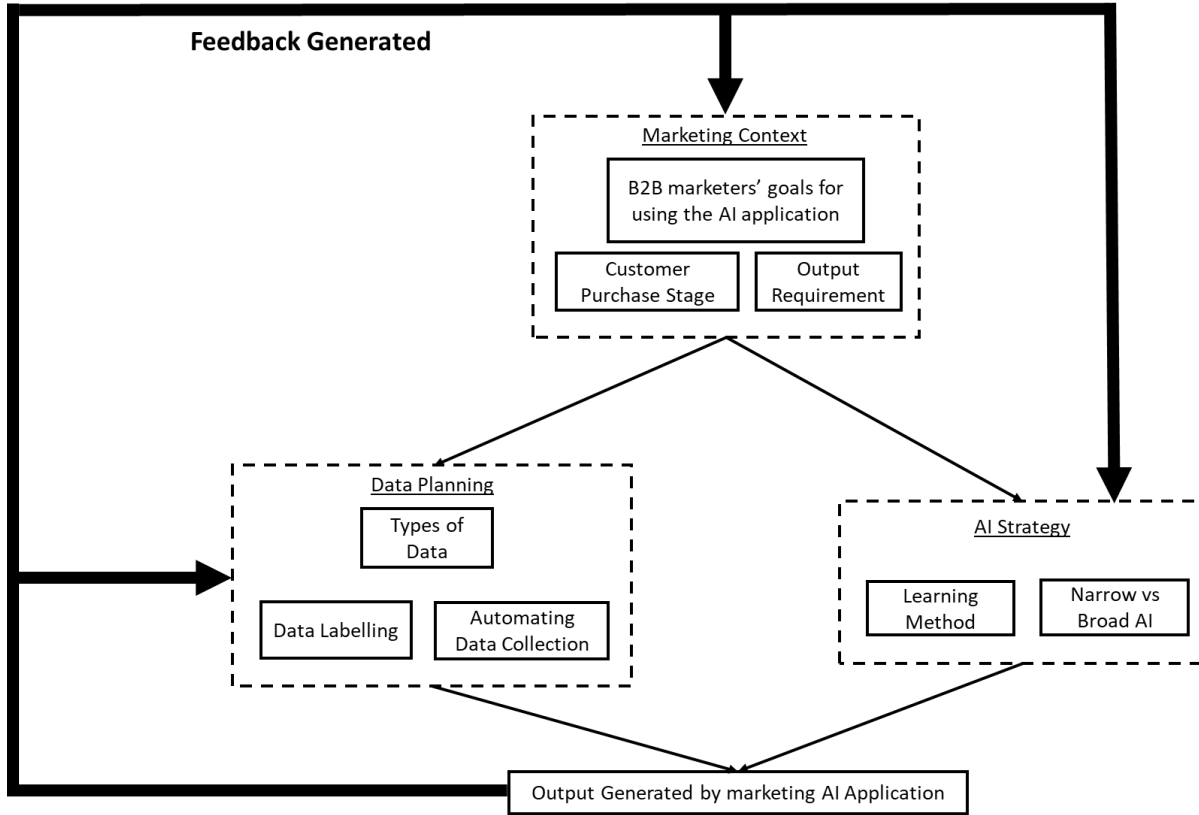 Feedback Generated
Marketing Context
B2B marketers’ goals for
using the AI application
Customer
Purchase Stage
Output
Requirement
Data Planning
Types of
Data
Data Labelling
Automating
Data Collection
AI Strategy
Learning
Method
Narrow vs
Broad AI
Output Generated by marketing AI Application